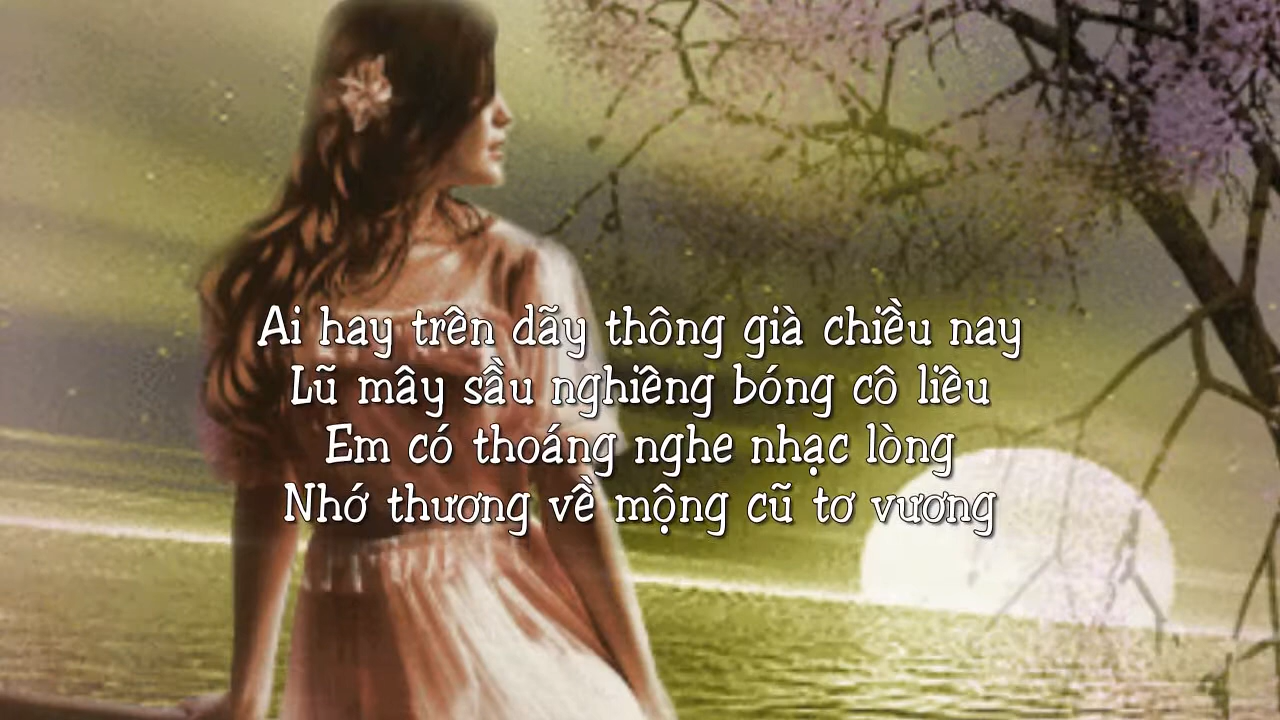 Ai hay trên dãy thông già chiều nay
Lũ mây sầu nghiêng bóng cô liêu
Em có thoáng nghe nhạc lòng
Nhớ thương về mộng cũ tơ vương